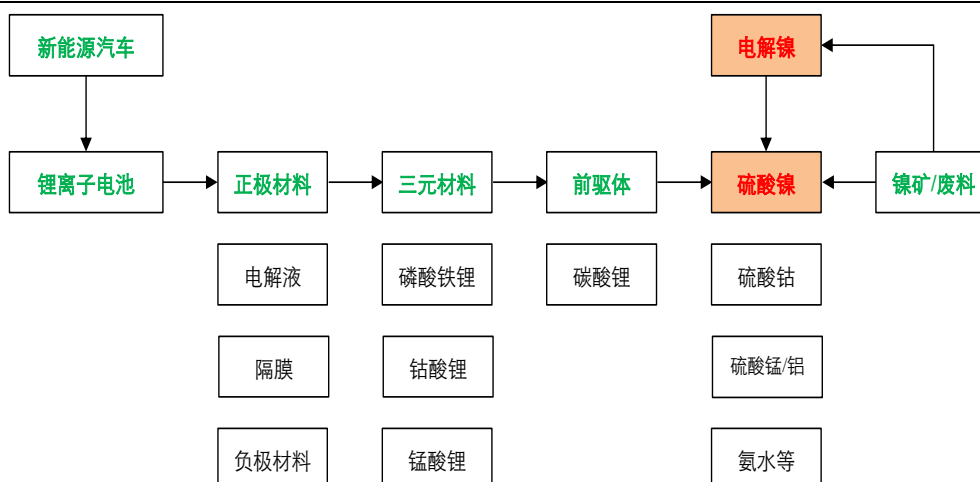 新能源汽车
电解镍
锂离子电池
正极材料
三元材料
前驱体
硫酸镍
镍矿/废料
电解液
磷酸铁锂
碳酸锂
硫酸钴
隔膜
钴酸锂
硫酸锰/铝
负极材料
锰酸锂
氨水等